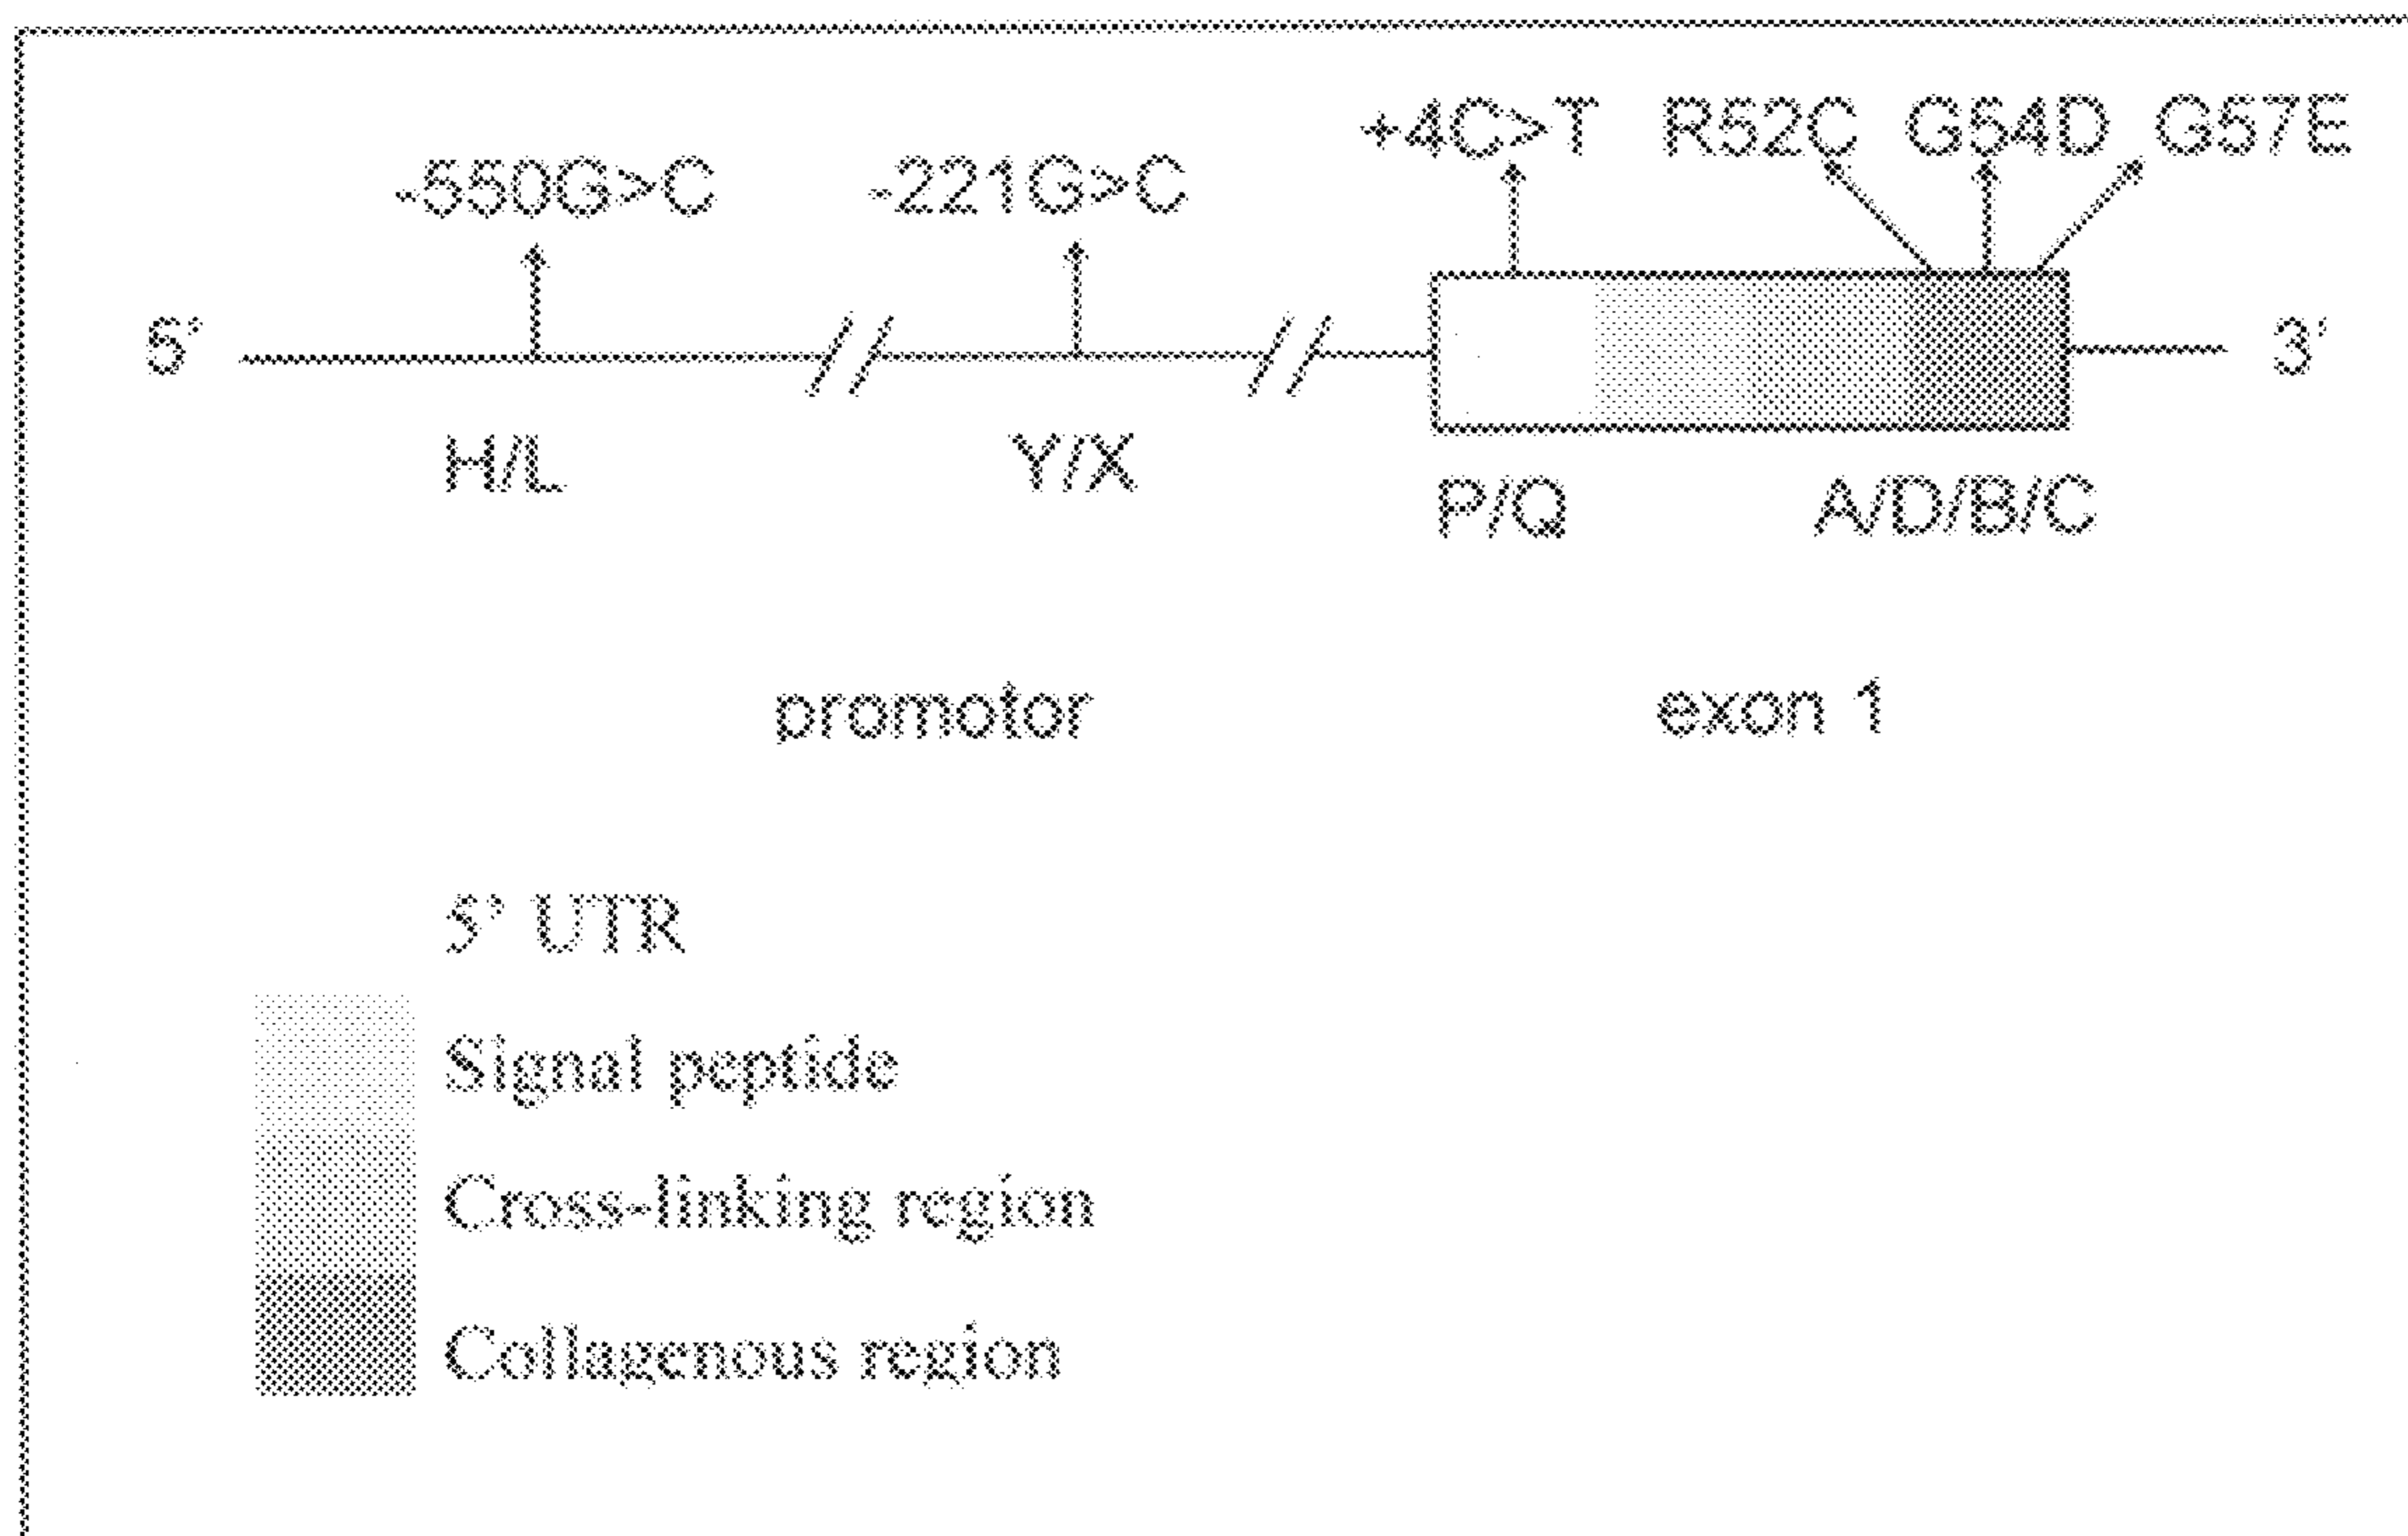 +4C>T R52C G54D G57E
-550G>C -221G>C
5' 3'
H/L Y/X
P/Q A/D/B/C
promotor exon 1
5' UTR
Signal peptide
Cross-linking region
Collagenous region